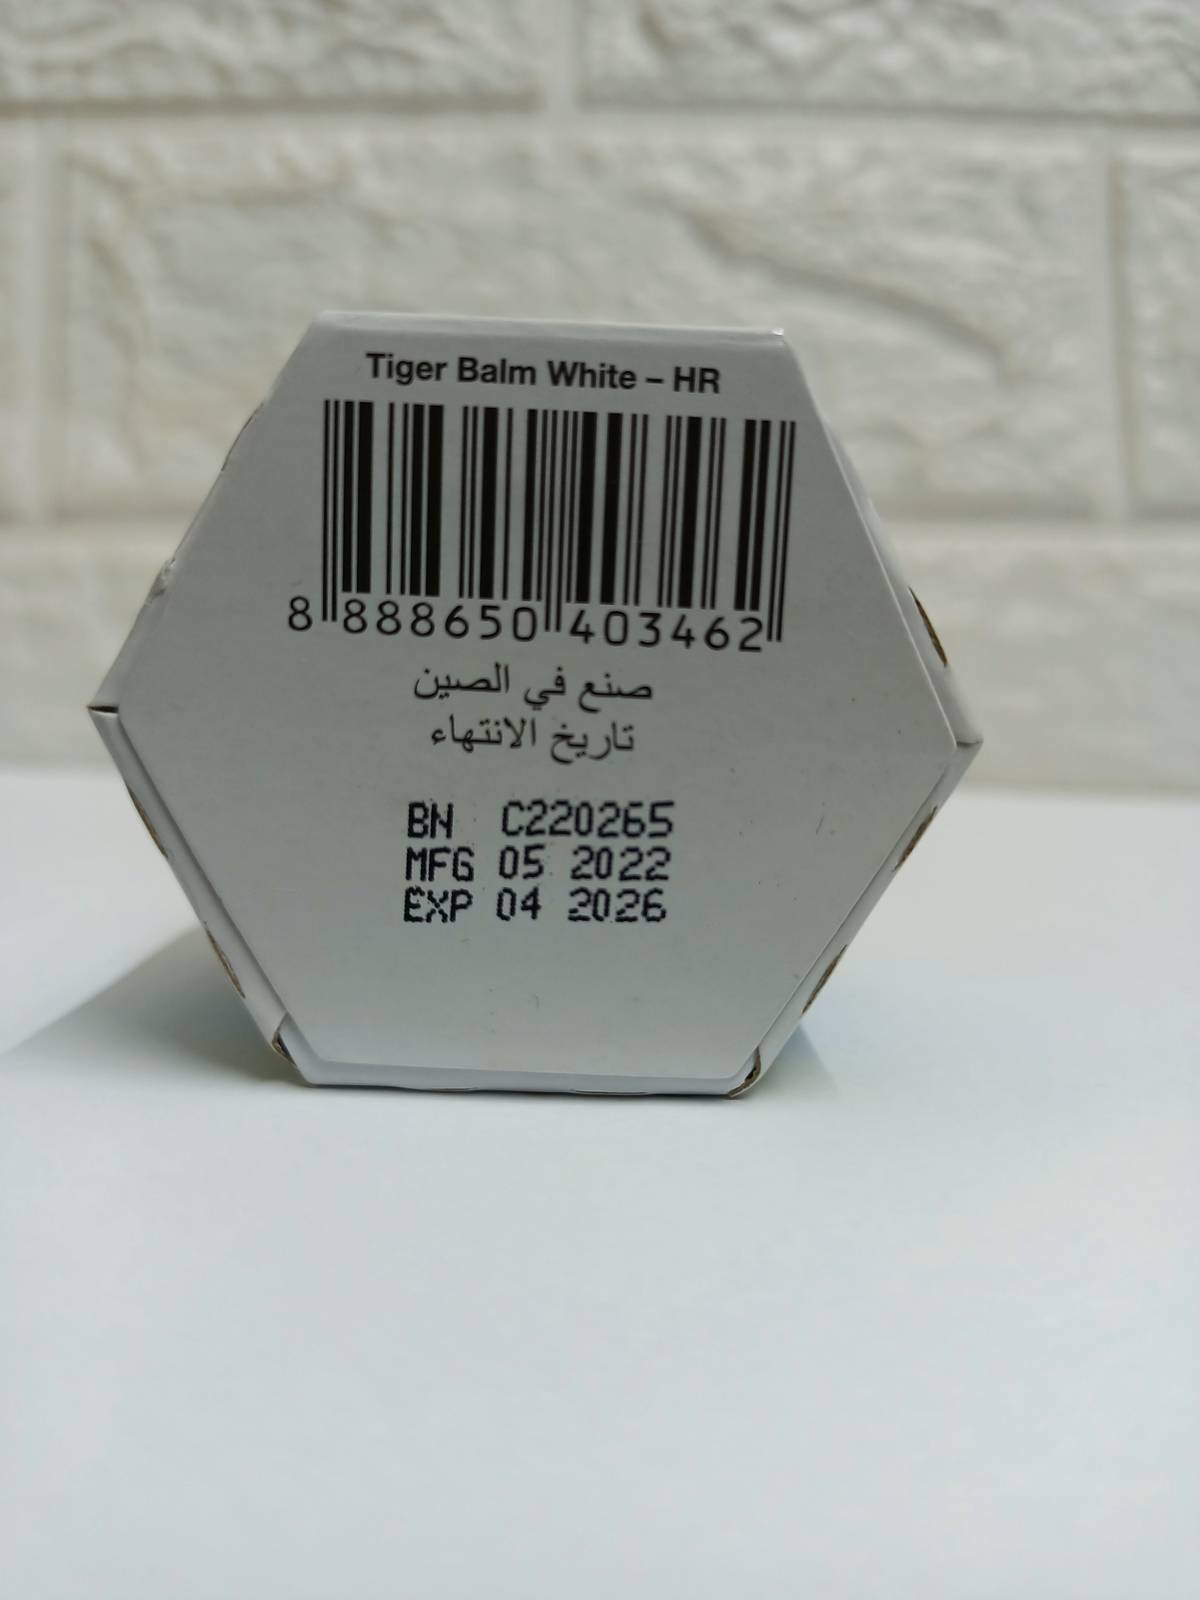 Tiger Balm White – HR
8 888650 403462
صنع في الصين
تاريخ الانتهاء
BN C220265
MFG 05 2022
EXP 04 2026